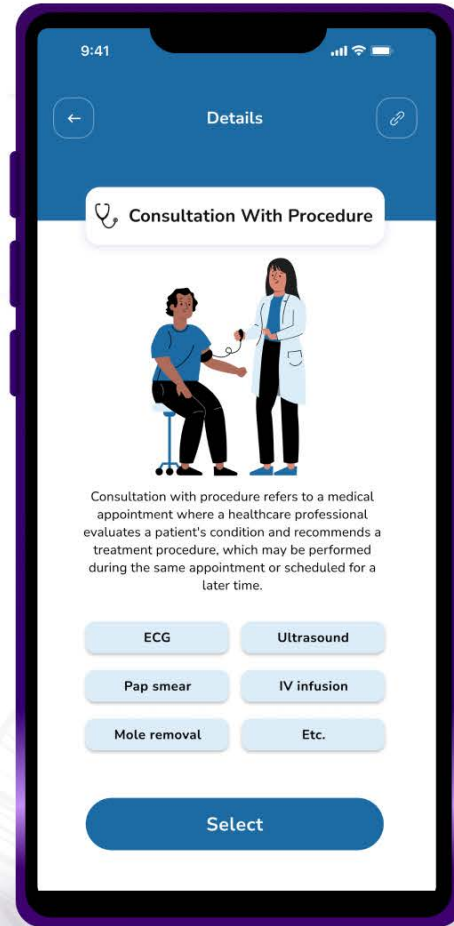 9:41
Details
Consultation With Procedure
Consultation with procedure refers to a medical
appointment where a healthcare professional
evaluates a patient's condition and recommends a
treatment procedure, which may be performed
during the same appointment or scheduled for a
later time.
ECG Ultrasound
Pap smear IV infusion
Mole removal Etc.
Select